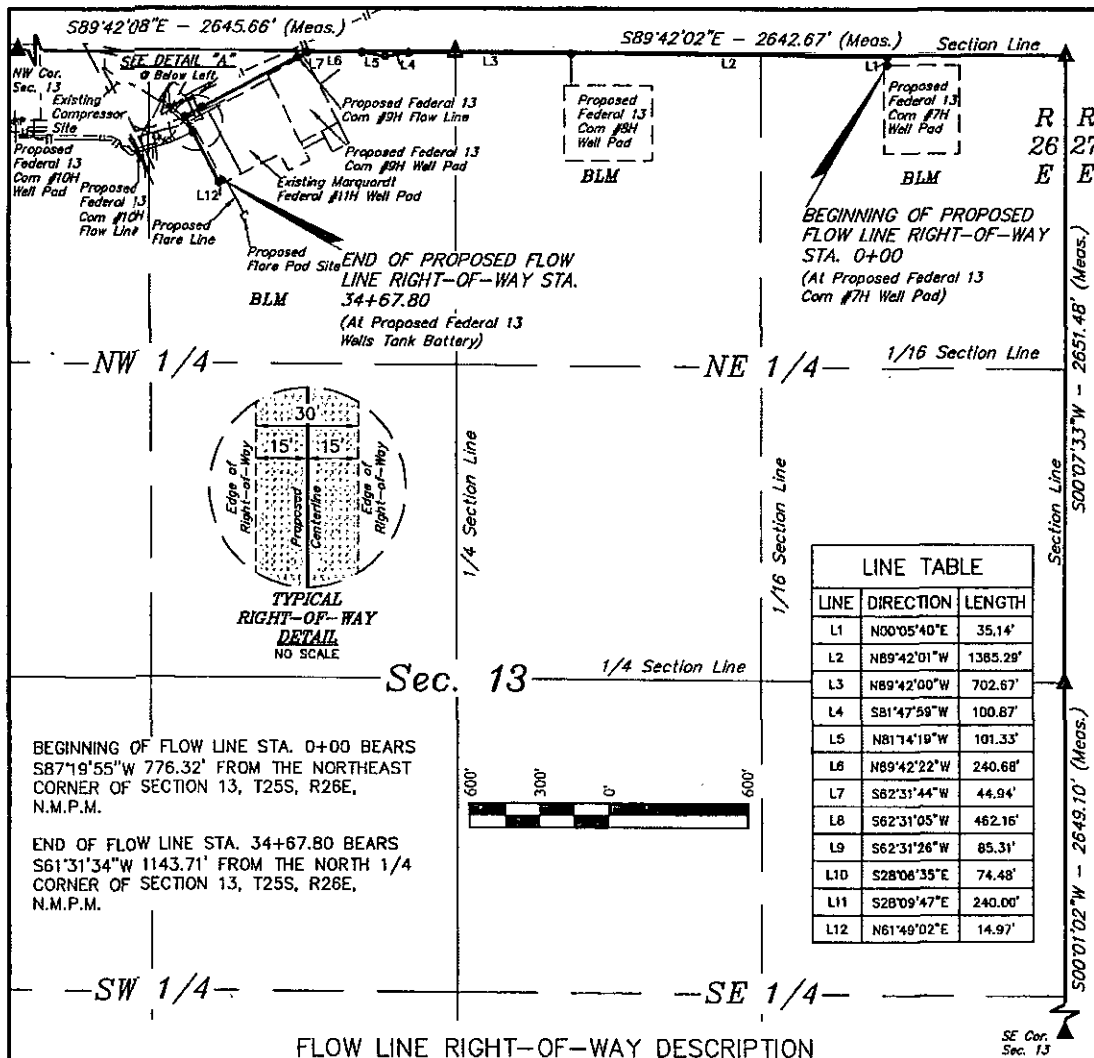 S89°42'08"E - 2645.66' (Meas.)
S89°42'02"E - 2642.67' (Meas.)
Section Line
NW Cor.
Sec. 13
SEE DETAIL "A"
@ Below Left
L7 L6 L5 L4 L3 L2 L1
Existing
Compressor
Site
Proposed
Federal 13
Com #10H
Well Pad
Proposed
Federal 13
Com #10H
Flow Line
Proposed
Flare Line
L12
Proposed
Flare Pad Site
Existing Marquardt
Federal #11H Well Pad
Proposed Federal 13
Com #9H Flow Line
Proposed Federal 13
Com #9H Well Pad
Proposed
Federal 13
Com #8H
Well Pad
BLM
Proposed
Federal 13
Com #7H
Well Pad
BLM
R R
26 27
E E
BLM
END OF PROPOSED FLOW
LINE RIGHT-OF-WAY STA.
34+67.80
(At Proposed Federal 13
Wells Tank Battery)
BEGINNING OF PROPOSED
FLOW LINE RIGHT-OF-WAY
STA. 0+00
(At Proposed Federal 13
Com #7H Well Pad)
S00°07'33"W - 2651.48' (Meas.)
NW 1/4
NE 1/4
1/16 Section Line
30'
15' 15'
Edge of
Right-of-Way
Proposed
Centerline
Edge of
Right-of-Way
TYPICAL
RIGHT-OF-WAY
DETAIL
NO SCALE
1/4 Section Line
1/16 Section Line
Section Line
Sec. 13
1/4 Section Line
LINE TABLE
LINE DIRECTION LENGTH
L1 N00°05'40"E 35.14'
L2 N89°42'01"W 1365.29'
L3 N89°42'00"W 702.67'
L4 S81°47'59"W 100.87'
L5 N81°14'19"W 101.33'
L6 N89°42'22"W 240.68'
L7 S62°31'44"W 44.94'
L8 S62°31'05"W 462.16'
L9 S62°31'26"W 85.31'
L10 S28°06'35"E 74.48'
L11 S28°09'47"E 240.00'
L12 N61°49'02"E 14.97'
BEGINNING OF FLOW LINE STA. 0+00 BEARS
S87°19'55"W 776.32' FROM THE NORTHEAST
CORNER OF SECTION 13, T25S, R26E,
N.M.P.M.
END OF FLOW LINE STA. 34+67.80 BEARS
S61°31'34"W 1143.71' FROM THE NORTH 1/4
CORNER OF SECTION 13, T25S, R26E,
N.M.P.M.
600' 300' 0' 600'
S00°01'02"W - 2649.10' (Meas.)
SW 1/4
SE 1/4
SE Cor.
Sec. 13
FLOW LINE RIGHT-OF-WAY DESCRIPTION